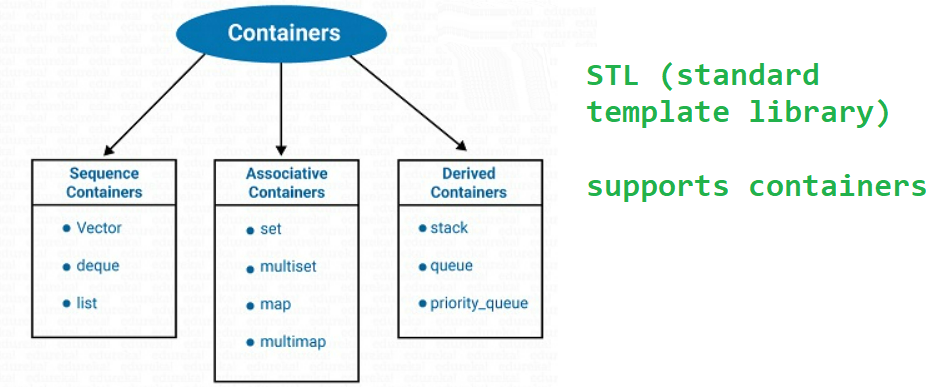 Containers
STL (standard
template library)
supports containers
Sequence
Containers
Vector
deque
list
Associative
Containers
set
multiset
map
multimap
Derived
Containers
stack
queue
priority_queue